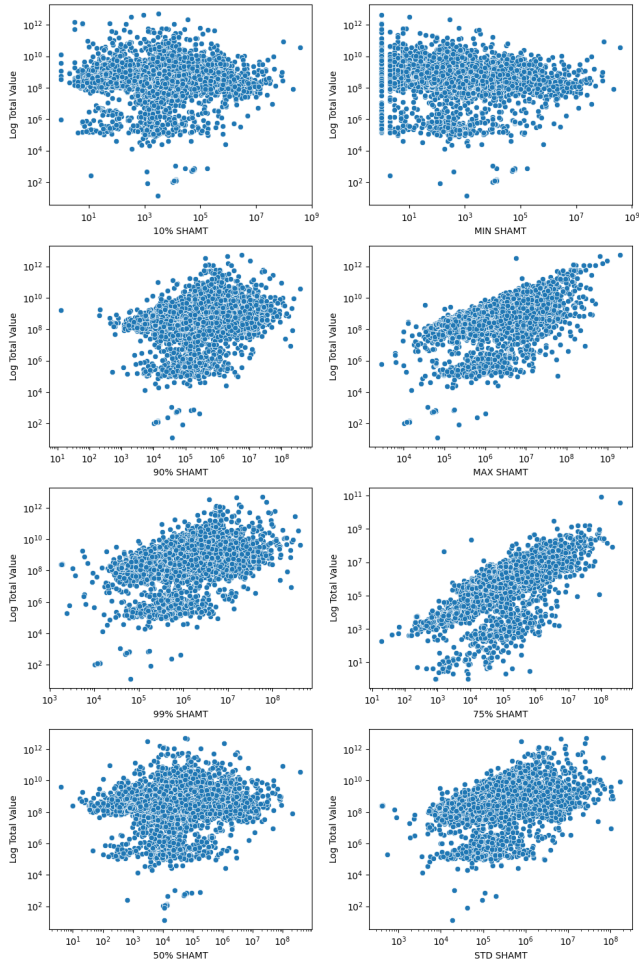 10¹² 10¹⁰ 10⁸ 10⁶ 10⁴ 10²
Log Total Value
10¹ 10³ 10⁵ 10⁷ 10⁹
10% SHAMT
10¹² 10¹⁰ 10⁸ 10⁶ 10⁴ 10²
Log Total Value
10¹ 10³ 10⁵ 10⁷ 10⁹
MIN SHAMT
10¹² 10¹⁰ 10⁸ 10⁶ 10⁴ 10²
Log Total Value
10¹ 10² 10³ 10⁴ 10⁵ 10⁶ 10⁷ 10⁸
90% SHAMT
10¹² 10¹⁰ 10⁸ 10⁶ 10⁴ 10²
Log Total Value
10⁴ 10⁵ 10⁶ 10⁷ 10⁸ 10⁹
MAX SHAMT
10¹² 10¹⁰ 10⁸ 10⁶ 10⁴ 10²
Log Total Value
10³ 10⁴ 10⁵ 10⁶ 10⁷ 10⁸
99% SHAMT
10¹¹ 10⁹ 10⁷ 10⁵ 10³ 10¹
Log Total Value
10¹ 10² 10³ 10⁴ 10⁵ 10⁶ 10⁷ 10⁸
75% SHAMT
10¹² 10¹⁰ 10⁸ 10⁶ 10⁴ 10²
Log Total Value
10¹ 10² 10³ 10⁴ 10⁵ 10⁶ 10⁷ 10⁸
50% SHAMT
10¹² 10¹⁰ 10⁸ 10⁶ 10⁴ 10²
Log Total Value
10³ 10⁴ 10⁵ 10⁶ 10⁷ 10⁸
STD SHAMT